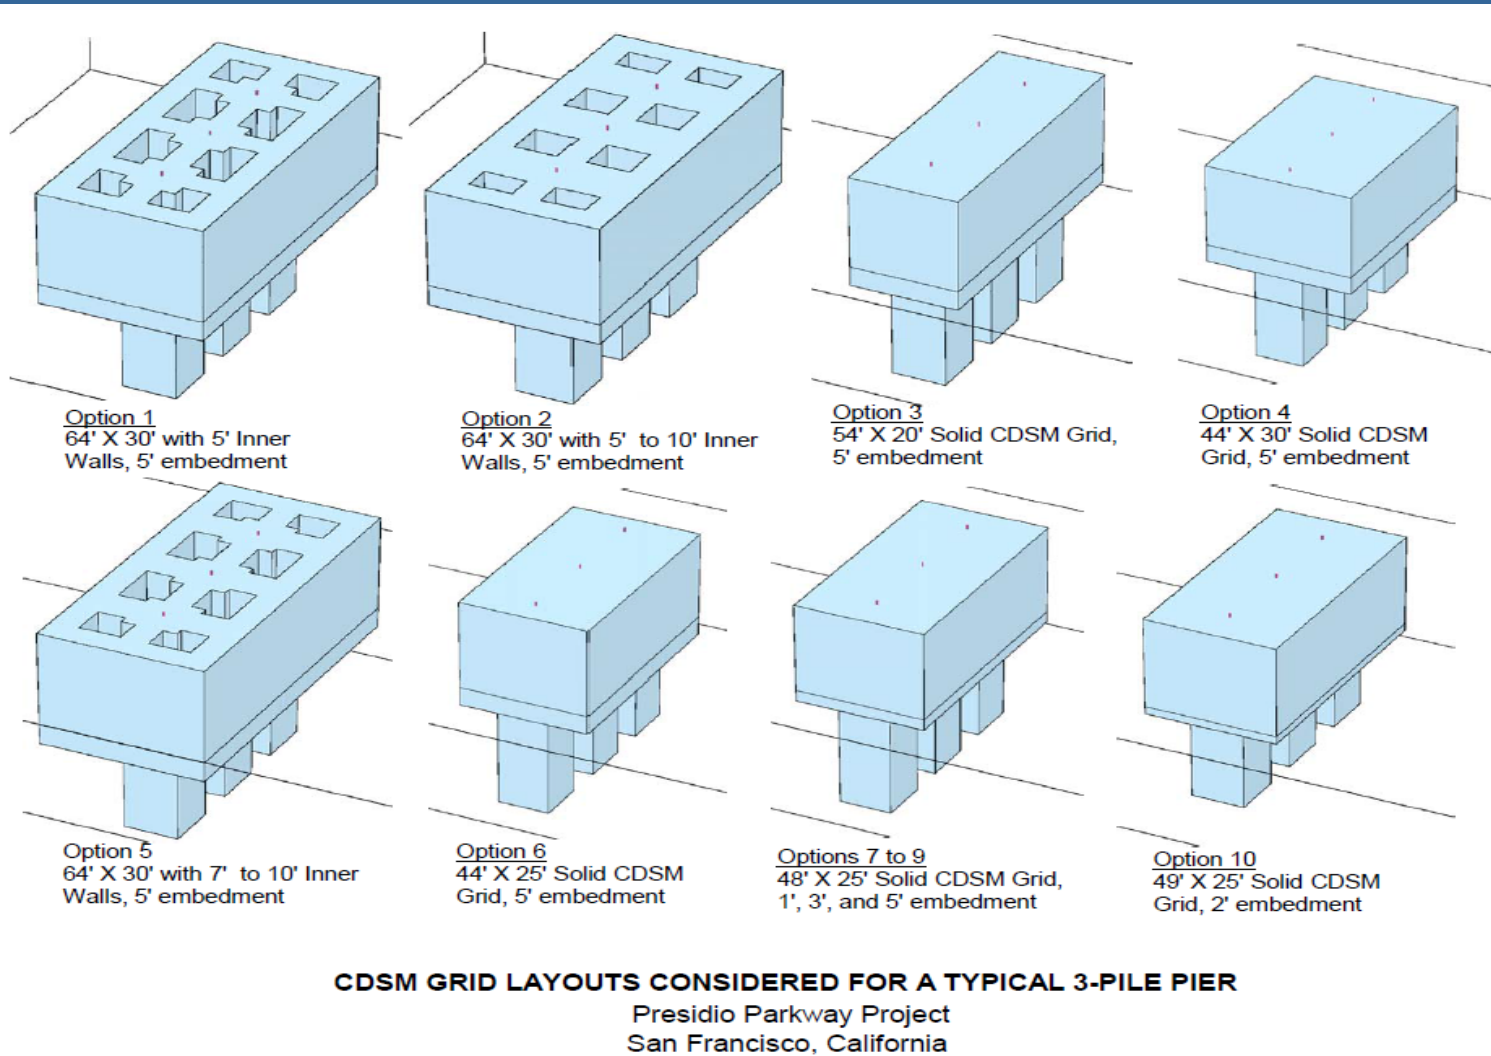 Option 1
64' X 30' with 5' Inner
Walls, 5' embedment
Option 2
64' X 30' with 5' to 10' Inner
Walls, 5' embedment
Option 3
54' X 20' Solid CDSM Grid,
5' embedment
Option 4
44' X 30' Solid CDSM
Grid, 5' embedment
Option 5
64' X 30' with 7' to 10' Inner
Walls, 5' embedment
Option 6
44' X 25' Solid CDSM
Grid, 5' embedment
Options 7 to 9
48' X 25' Solid CDSM Grid,
1', 3', and 5' embedment
Option 10
49' X 25' Solid CDSM
Grid, 2' embedment
CDSM GRID LAYOUTS CONSIDERED FOR A TYPICAL 3-PILE PIER
Presidio Parkway Project
San Francisco, California